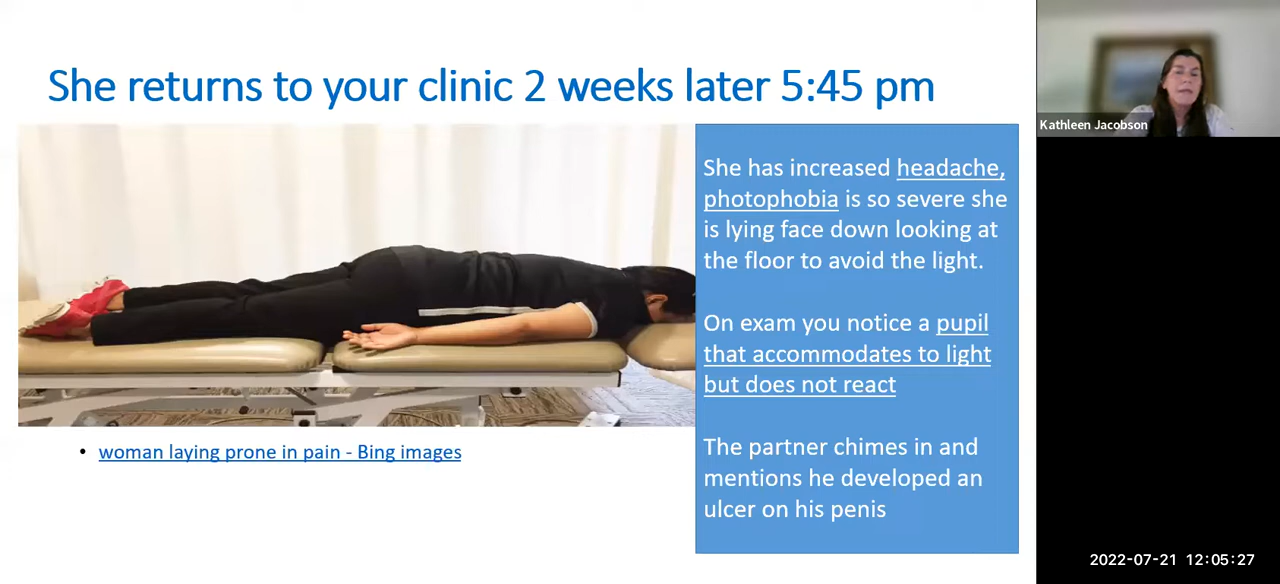 She returns to your clinic 2 weeks later 5:45 pm
She has increased headache,
photophobia is so severe she
is lying face down looking at
the floor to avoid the light.
On exam you notice a pupil
that accommodates to light
but does not react
The partner chimes in and
mentions he developed an
ulcer on his penis
• woman laying prone in pain - Bing images
Kathleen Jacobson
2022-07-21 12:05:27